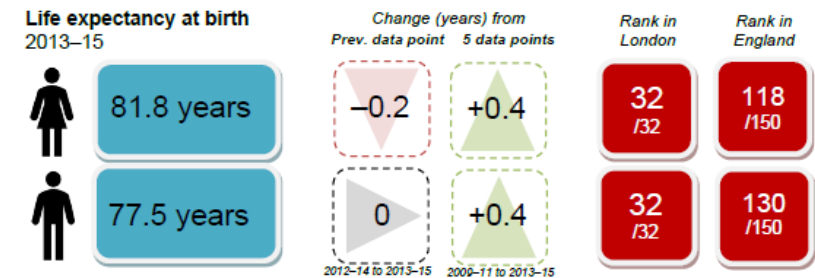 Life expectancy at birth
2013–15
Change (years) from
Prev. data point 5 data points
Rank in
London
Rank in
England
81.8 years
–0.2
+0.4
32
/32
118
/150
77.5 years
0
+0.4
32
/32
130
/150
2012–14 to 2013–15
2009–11 to 2013–15